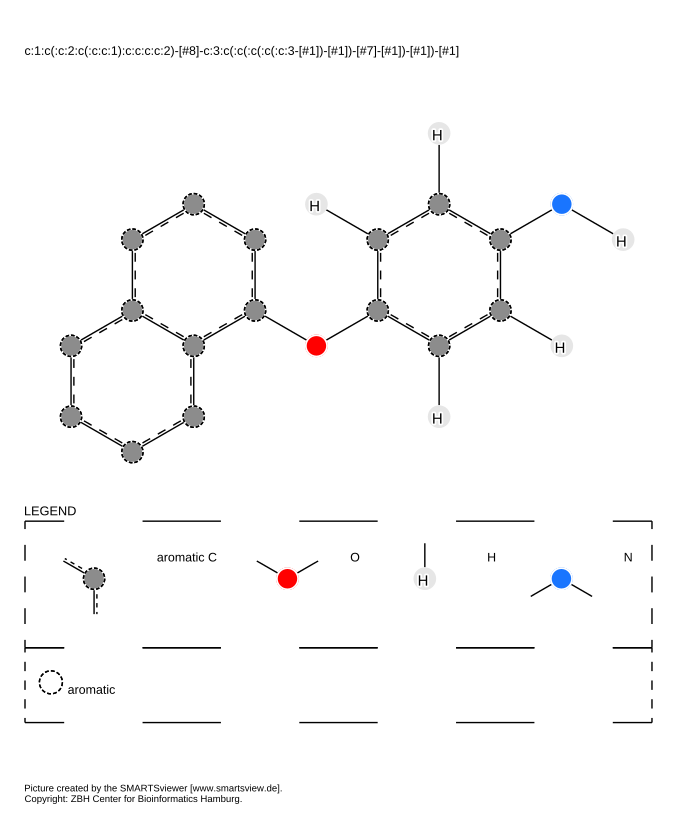 c:1:c(:c:2:c(:c:c:1):c:c:c:c:2)-[#8]-c:3:c(:c(:c(:c(:c:3-[#1])-[#1])-[#7]-[#1])-[#1])-[#1]
H
H
H
H
H
LEGEND
aromatic C
O
H
H
N
aromatic
Picture created by the SMARTSviewer [www.smartsview.de].
Copyright: ZBH Center for Bioinformatics Hamburg.